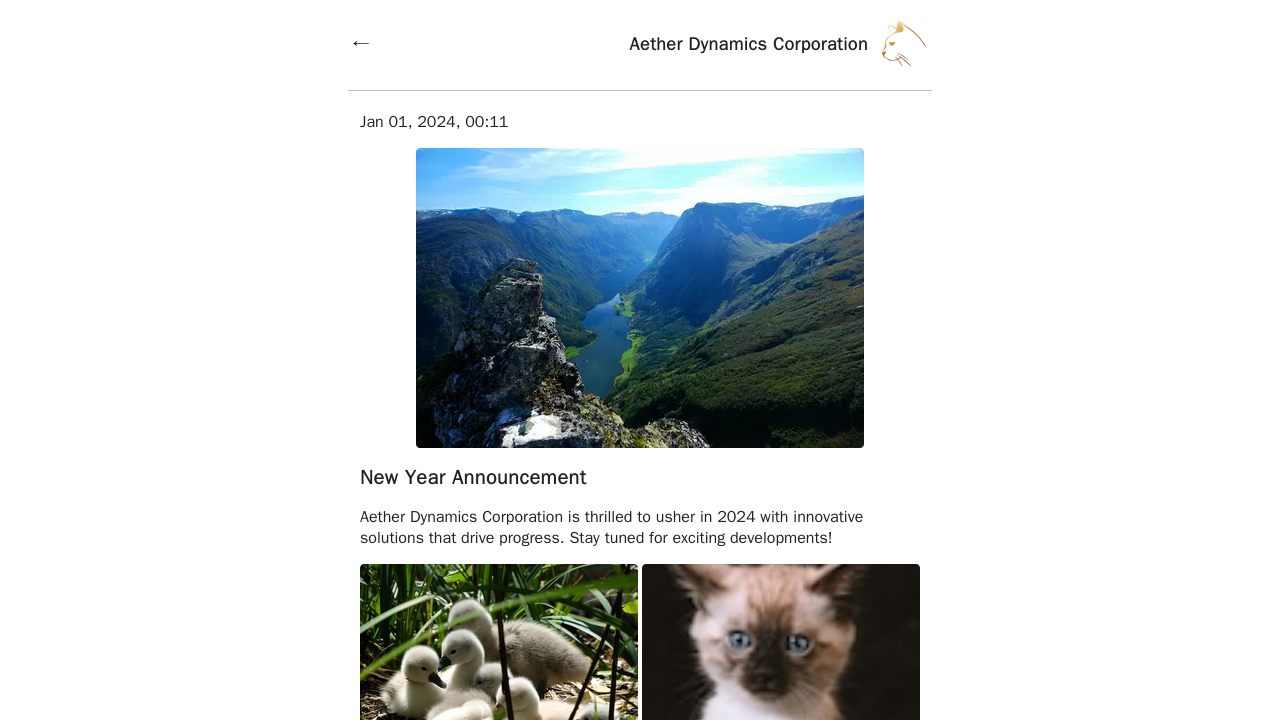 ←
Aether Dynamics Corporation
Jan 01, 2024, 00:11
New Year Announcement
Aether Dynamics Corporation is thrilled to usher in 2024 with innovative
solutions that drive progress. Stay tuned for exciting developments!